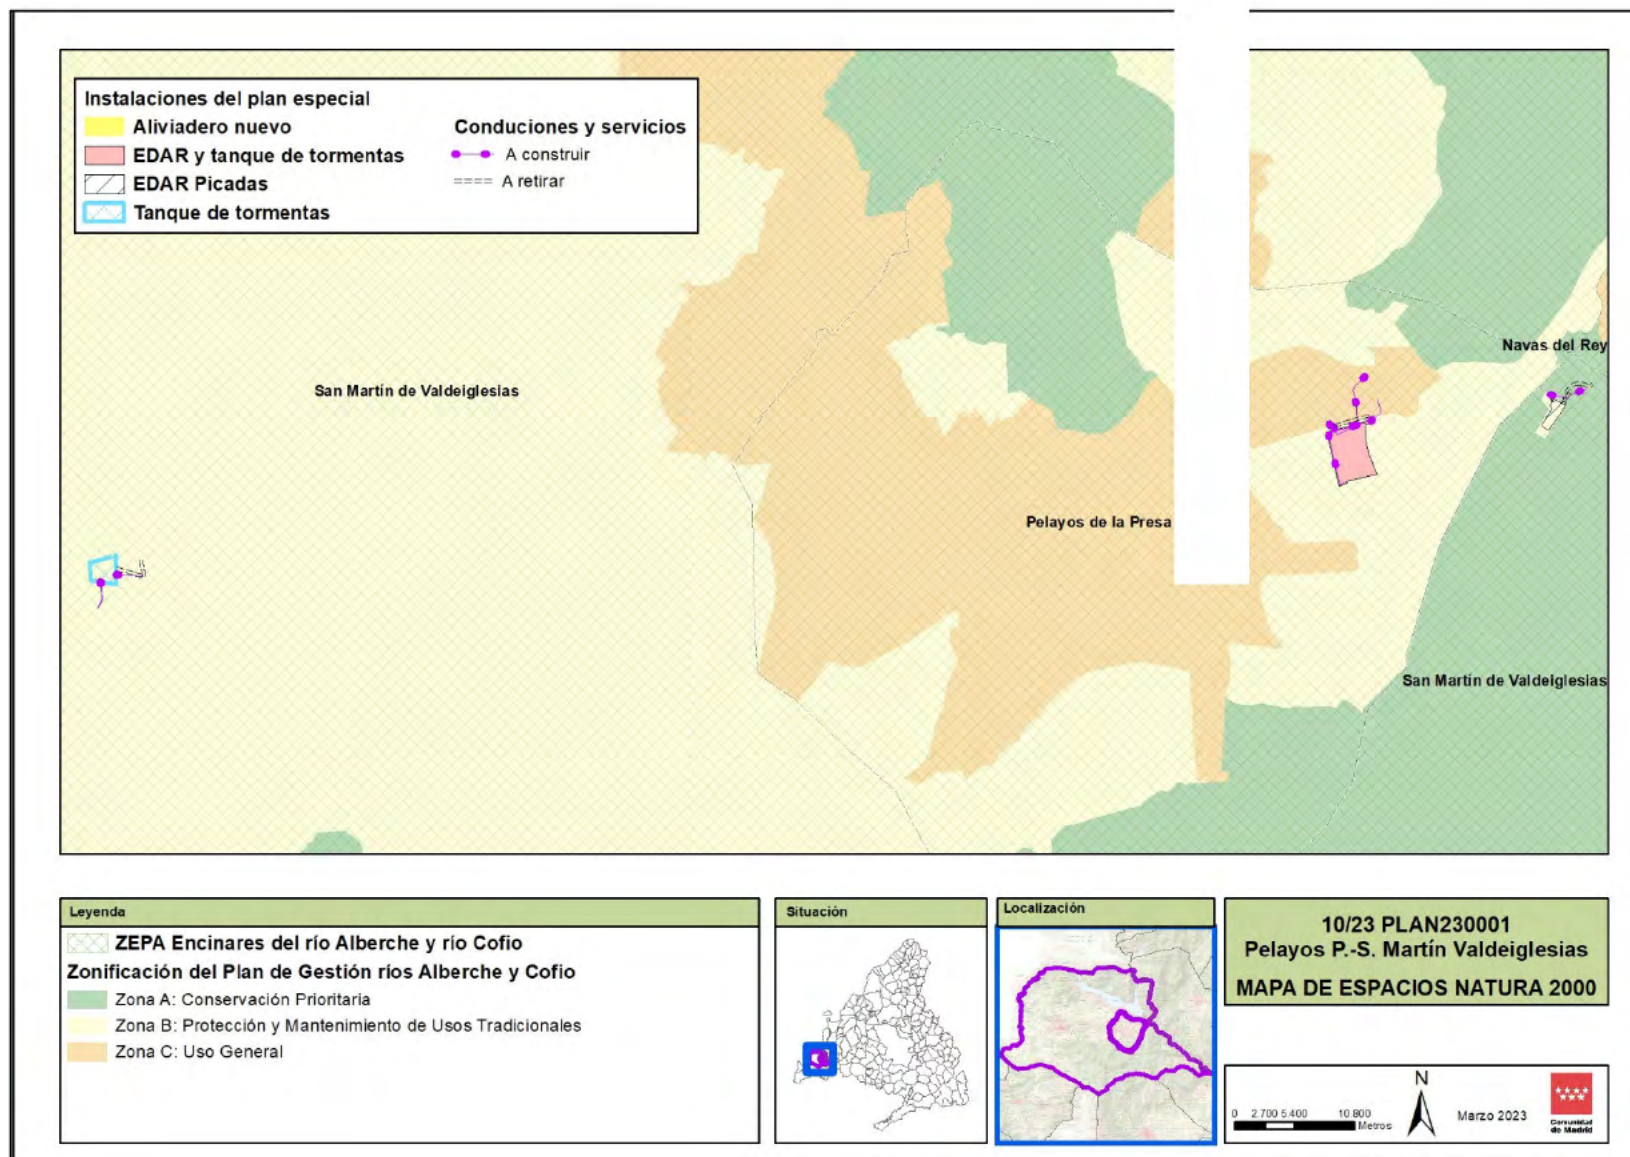 Instalaciones del plan especial
Aliviadero nuevo
EDAR y tanque de tormentas
EDAR Picadas
Tanque de tormentas
Conduciones y servicios
A construir
A retirar
Navas del Rey
San Martín de Valdeiglesias
Pelayos de la Presa
San Martín de Valdeiglesias
Leyenda
ZEPA Encinares del río Alberche y río Cofio
Zonificación del Plan de Gestión ríos Alberche y Cofio
Zona A: Conservación Prioritaria
Zona B: Protección y Mantenimiento de Usos Tradicionales
Zona C: Uso General
Situación
Localización
10/23 PLAN230001
Pelayos P.-S. Martín Valdeiglesias
MAPA DE ESPACIOS NATURA 2000
0 2.700 5.400 10.800
Metros
N
Marzo 2023
Comunidad
de Madrid